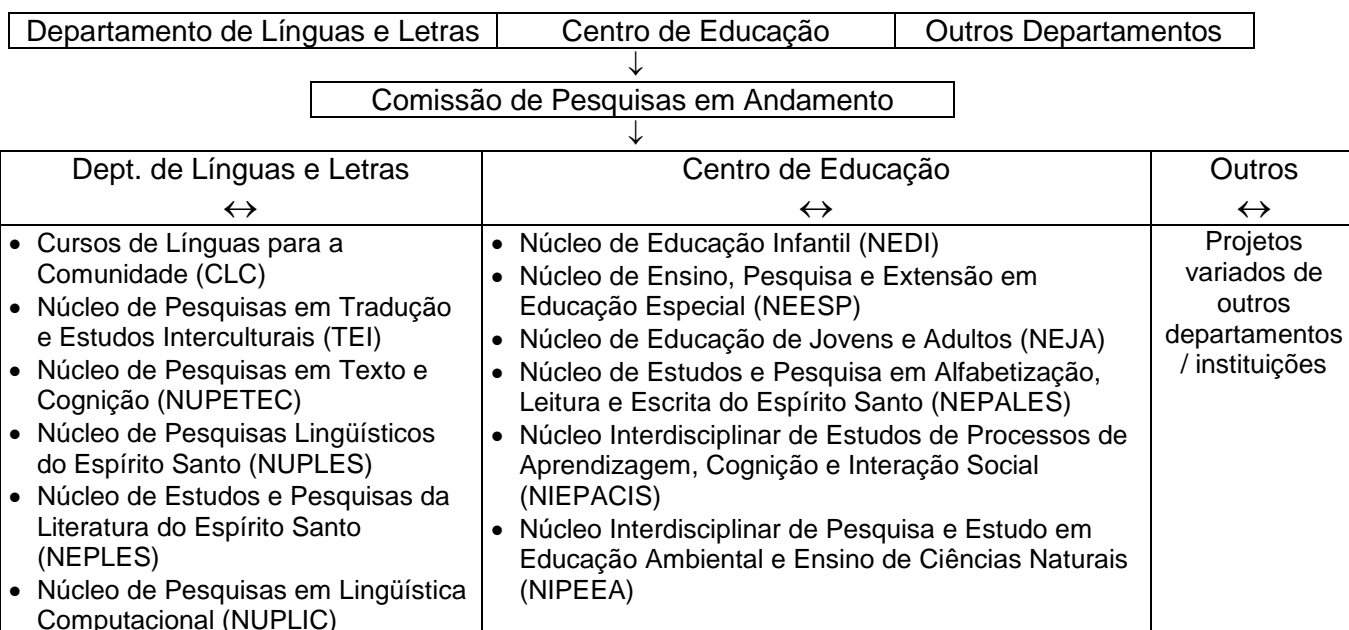 Departamento de Línguas e Letras
Centro de Educação
Outros Departamentos
↓
Comissão de Pesquisas em Andamento
↓
Dept. de Línguas e Letras
↔
• Cursos de Línguas para a
Comunidade (CLC)
• Núcleo de Pesquisas em Tradução
e Estudos Interculturais (TEI)
• Núcleo de Pesquisas em Texto e
Cognição (NUPETEC)
• Núcleo de Pesquisas Lingüísticos
do Espírito Santo (NUPLES)
• Núcleo de Estudos e Pesquisas da
Literatura do Espírito Santo
(NEPLES)
• Núcleo de Pesquisas em Lingüística
Computacional (NUPLIC)
Centro de Educação
↔
• Núcleo de Educação Infantil (NEDI)
• Núcleo de Ensino, Pesquisa e Extensão em
Educação Especial (NEESP)
• Núcleo de Educação de Jovens e Adultos (NEJA)
• Núcleo de Estudos e Pesquisa em Alfabetização,
Leitura e Escrita do Espírito Santo (NEPALES)
• Núcleo Interdisciplinar de Estudos de Processos de
Aprendizagem, Cognição e Interação Social
(NIEPACIS)
• Núcleo Interdisciplinar de Pesquisa e Estudo em
Educação Ambiental e Ensino de Ciências Naturais
(NIPEEA)
Outros
↔
Projetos
variados de
outros
departamentos
/ instituições